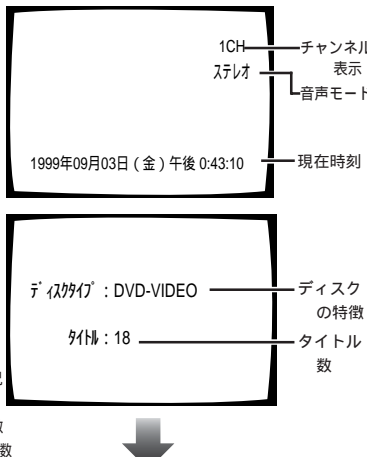 1CH
チャンネル
表示
ステレオ
音声モード
1999年09月03日(金)午後 0:43:10
現在時刻
ディスクタイプ:DVD-VIDEO
ディスク
の特徴
タイトル:18
タイトル
数
数